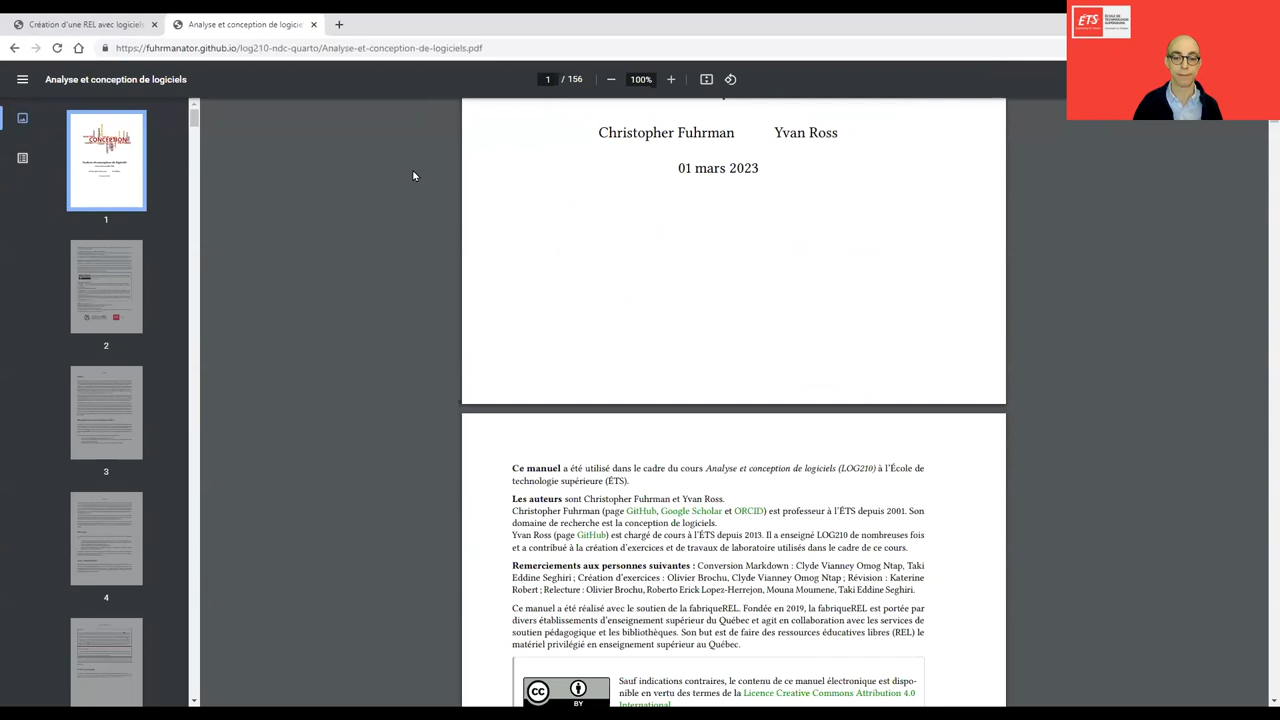 Création d'une REL avec logiciels
Analyse et conception de logicie
https://fuhrmanator.github.io/log210-ndc-quarto/Analyse-et-conception-de-logiciels.pdf
ÉTS
Analyse et conception de logiciels
1 / 156
100%
CONCEPTION
1
2
3
4
Christopher Fuhrman Yvan Ross
01 mars 2023
Ce manuel a été utilisé dans le cadre du cours Analyse et conception de logiciels (LOG210) à l'École de
technologie supérieure (ÉTS).
Les auteurs sont Christopher Fuhrman et Yvan Ross.
Christopher Fuhrman (page GitHub, Google Scholar et ORCID) est professeur à l'ÉTS depuis 2001. Son
domaine de recherche est la conception de logiciels.
Yvan Ross (page GitHub) est chargé de cours à l'ÉTS depuis 2013. Il a enseigné LOG210 de nombreuses fois
et a contribué à la création d'exercices et de travaux de laboratoire utilisés dans le cadre de ce cours.
Remerciements aux personnes suivantes : Conversion Markdown : Clyde Vianney Omog Ntap, Taki
Eddine Seghiri ; Création d'exercices : Olivier Brochu, Clyde Vianney Omog Ntap ; Révision : Katerine
Robert ; Relecture : Olivier Brochu, Roberto Erick Lopez-Herrejon, Mouna Moumene, Taki Eddine Seghiri.
Ce manuel a été réalisé avec le soutien de la fabriqueREL. Fondée en 2019, la fabriqueREL est portée par
divers établissements d'enseignement supérieur du Québec et agit en collaboration avec les services de
soutien pédagogique et les bibliothèques. Son but est de faire des ressources éducatives libres (REL) le
matériel privilégié en enseignement supérieur au Québec.
cc
BY
Sauf indications contraires, le contenu de ce manuel électronique est dispo-
nible en vertu des termes de la Licence Creative Commons Attribution 4.0
International